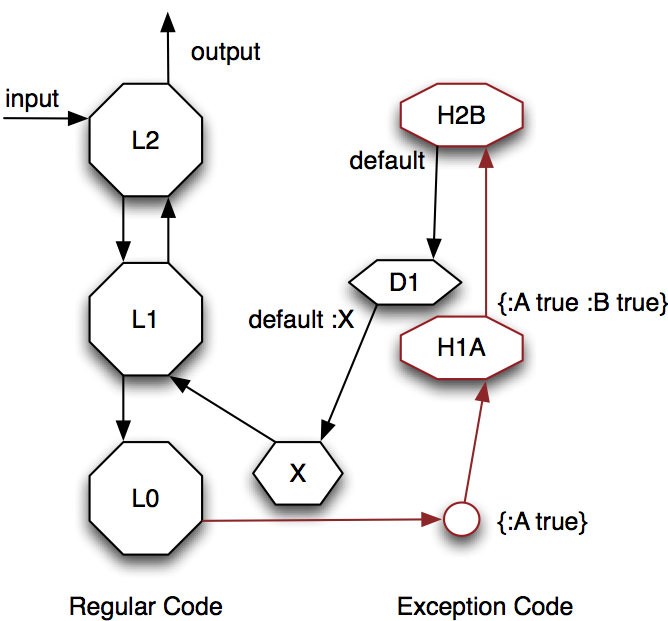 output
input
L2
H2B
default
D1
{:A true :B true}
default :X
L1
H1A
X
L0
{:A true}
Regular Code
Exception Code